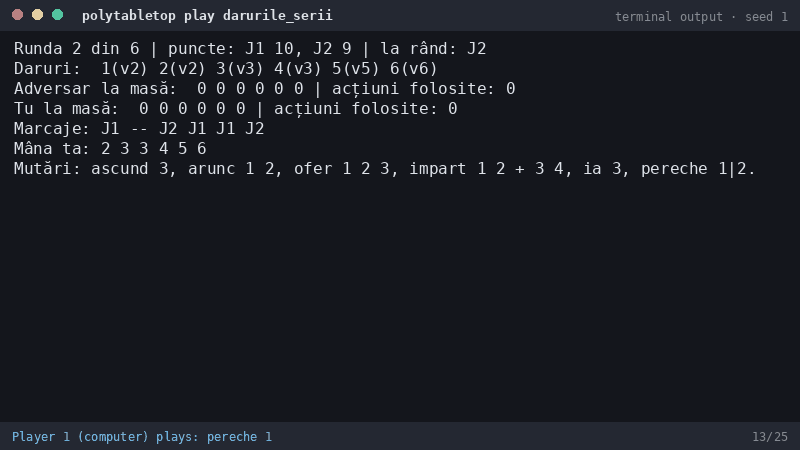 polytabletop play darurile_serii
terminal output · seed 1
Runda 2 din 6 | puncte: J1 10, J2 9 | la rând: J2
Daruri:  1(v2) 2(v2) 3(v3) 4(v3) 5(v5) 6(v6)
Adversar la masă:  0 0 0 0 0 0 | acțiuni folosite: 0
Tu la masă:  0 0 0 0 0 0 | acțiuni folosite: 0
Marcaje: J1 -- J2 J1 J1 J2
Mâna ta: 2 3 3 4 5 6
Mutări: ascund 3, arunc 1 2, ofer 1 2 3, impart 1 2 + 3 4, ia 3, pereche 1|2.
Player 1 (computer) plays: pereche 1
13/25